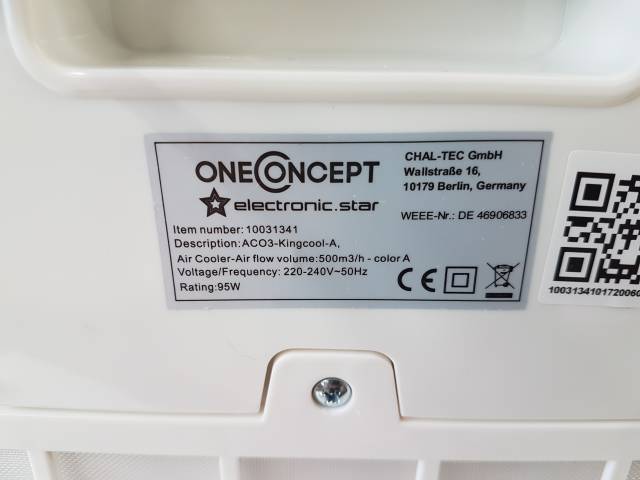 ONECONCEPT
electronic.star
CHAL-TEC GmbH
Wallstraße 16,
10179 Berlin, Germany
WEEE-Nr.: DE 46906833
Item number: 10031341
Description:ACO3-Kingcool-A,
Air Cooler-Air flow volume:500m3/h - color A
Voltage/Frequency: 220-240V~50Hz
Rating:95W
CE
1003134101720060